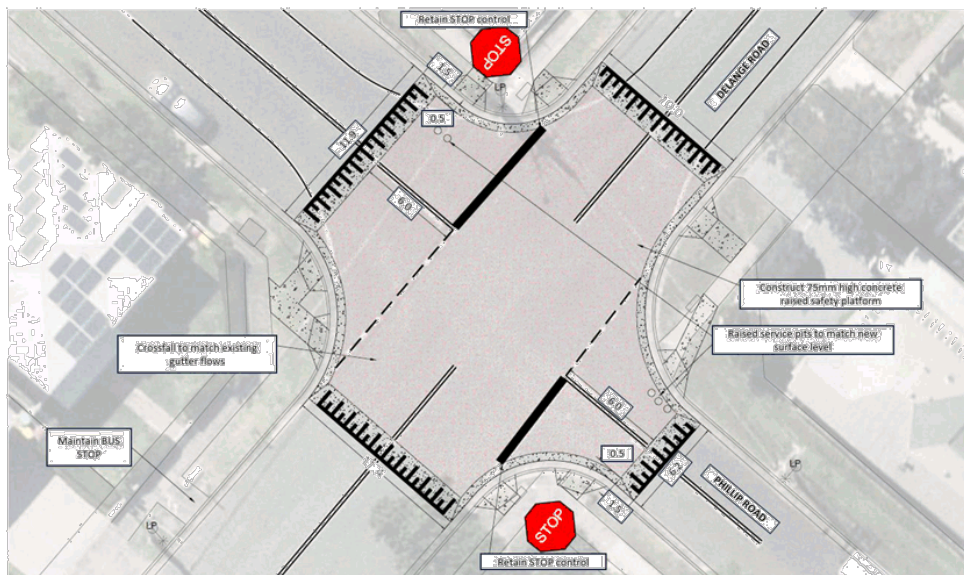 Retain STOP control
STOP
1.5
LP
DELANGE ROAD
0.5
11.9
10.0
6.0
Construct 75mm high concrete
raised safety platform
Raised service pits to match new
surface level
Crossfall to match existing
gutter flows
6.0
Maintain BUS
STOP
0.5
6.2
LP
PHILLIP ROAD
LP
1.5
STOP
Retain STOP control